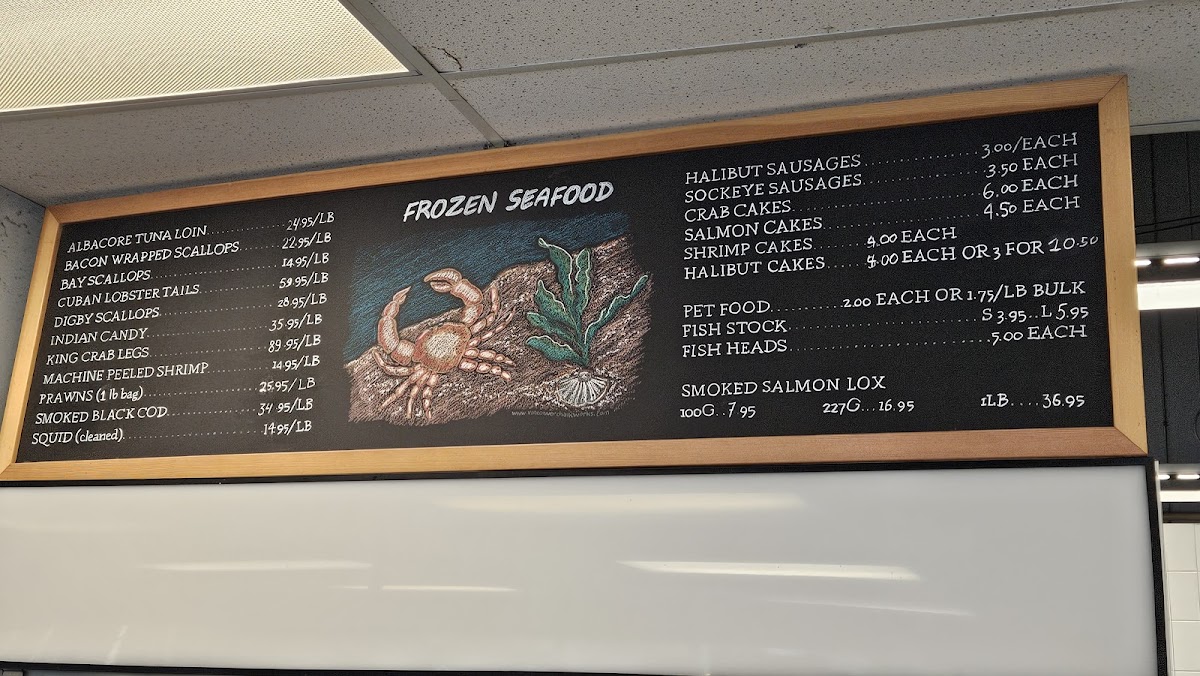 FROZEN SEAFOOD
ALBACORE TUNA LOIN 24.95/LB
BACON WRAPPED SCALLOPS 22.95/LB
BAY SCALLOPS 14.95/LB
CUBAN LOBSTER TAILS 59.95/LB
DIGBY SCALLOPS 28.95/LB
INDIAN CANDY 35.95/LB
KING CRAB LEGS 89.95/LB
MACHINE PEELED SHRIMP 14.95/LB
PRAWNS (1 lb bag) 25.95/LB
SMOKED BLACK COD 34.95/LB
SQUID (cleaned) 14.95/LB
HALIBUT SAUSAGES 3.00/EACH
SOCKEYE SAUSAGES 3.50 EACH
CRAB CAKES 6.00 EACH
SALMON CAKES 4.50 EACH
SHRIMP CAKES 4.00 EACH
HALIBUT CAKES 4.00 EACH OR 3 FOR 10.50
PET FOOD 2.00 EACH OR 1.75/LB BULK
FISH STOCK S 3.95..L 5.95
FISH HEADS 5.00 EACH
SMOKED SALMON LOX
100G...7.95 227G...16.95 1LB....36.95